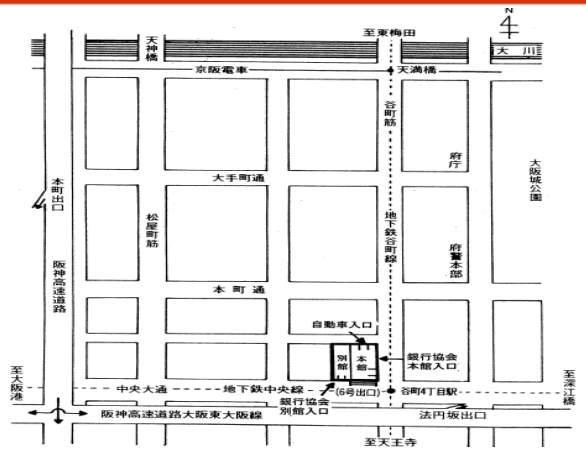 N
至東梅田
天神橋
大川
京阪電車
天満橋
谷町筋
府庁
大阪城公園
大手町通
本町出口
松屋町筋
地下鉄谷町線
府警本部
阪神高速道路
本町通
自動車入口
別館
本館
銀行協会
本館入口
至大阪港
至深江橋
中央大通
地下鉄中央線
(6号出口)
谷町4丁目駅
銀行協会
別館入口
阪神高速道路大阪東大阪線
法円坂出口
至天王寺